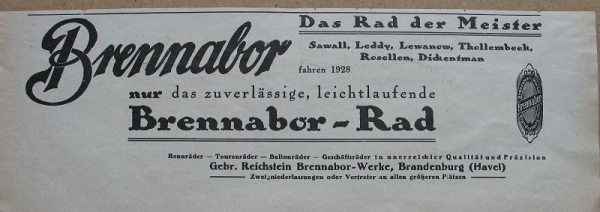 Brennabor
Das Rad der Meister
Sawall, Leddy, Lewanow, Thollembeek,
Rosellen, Dickentman
fahren 1928
nur das zuverlässige, leichtlaufende
Brennabor-Rad
Brennabor
Rennräder — Tourenräder — Ballonräder — Geschäftsräder in unerreichter Qualität und Präzision
Gebr. Reichstein Brennabor-Werke, Brandenburg (Havel)
Zweigniederlassungen oder Vertreter an allen größeren Plätzen